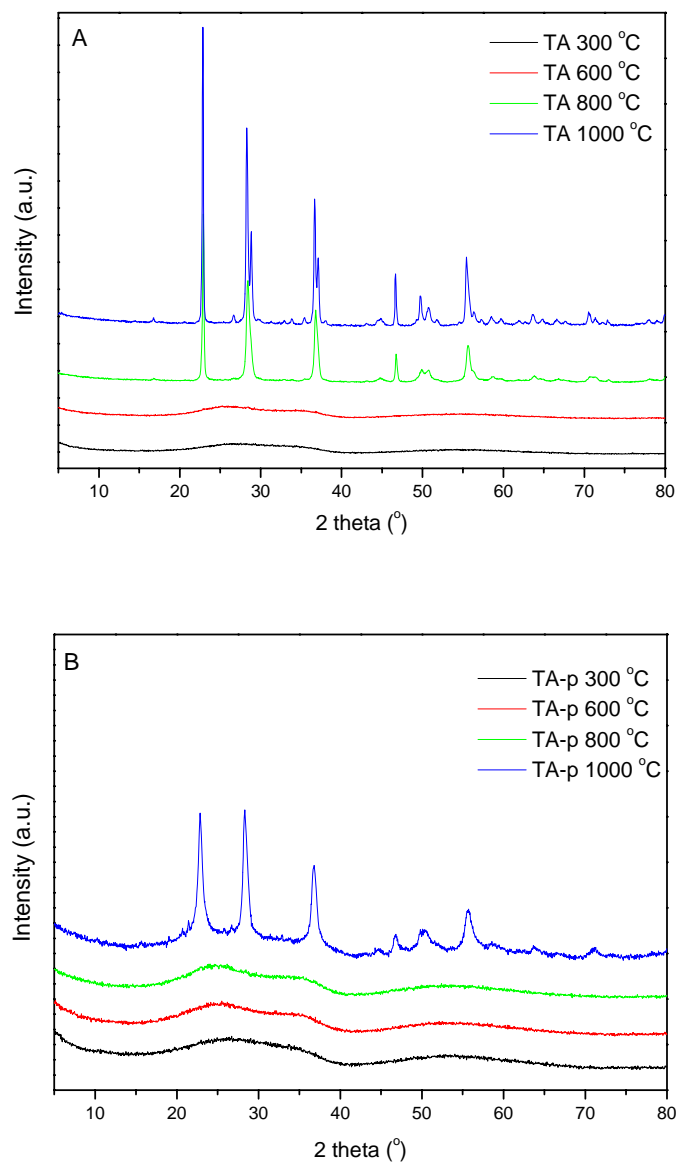 A
TA 300 °C
TA 600 °C
TA 800 °C
TA 1000 °C
Intensity (a.u.)
10 20 30 40 50 60 70 80
2 theta (°)
B
TA-p 300 °C
TA-p 600 °C
TA-p 800 °C
TA-p 1000 °C
Intensity (a.u.)
10 20 30 40 50 60 70 80
2 theta (°)